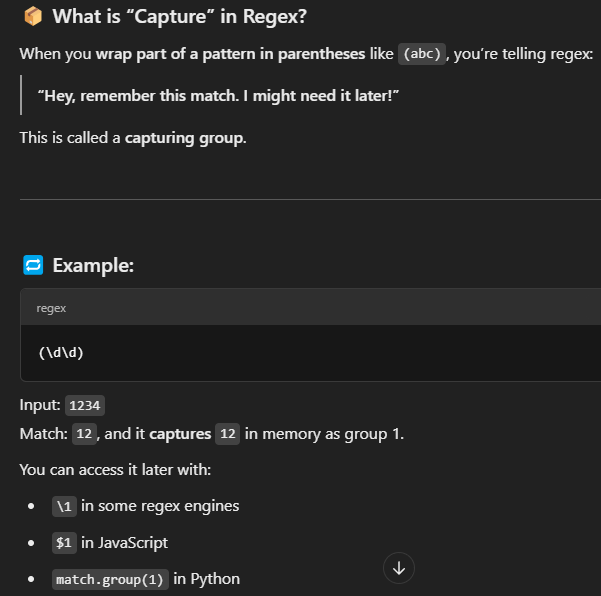 📦 What is “Capture” in Regex?
When you wrap part of a pattern in parentheses like (abc), you’re telling regex:
“Hey, remember this match. I might need it later!”
This is called a capturing group.
🔁 Example:
regex
(\d\d)
Input: 1234
Match: 12, and it captures 12 in memory as group 1.
You can access it later with:
• \1 in some regex engines
• $1 in JavaScript
• match.group(1) in Python